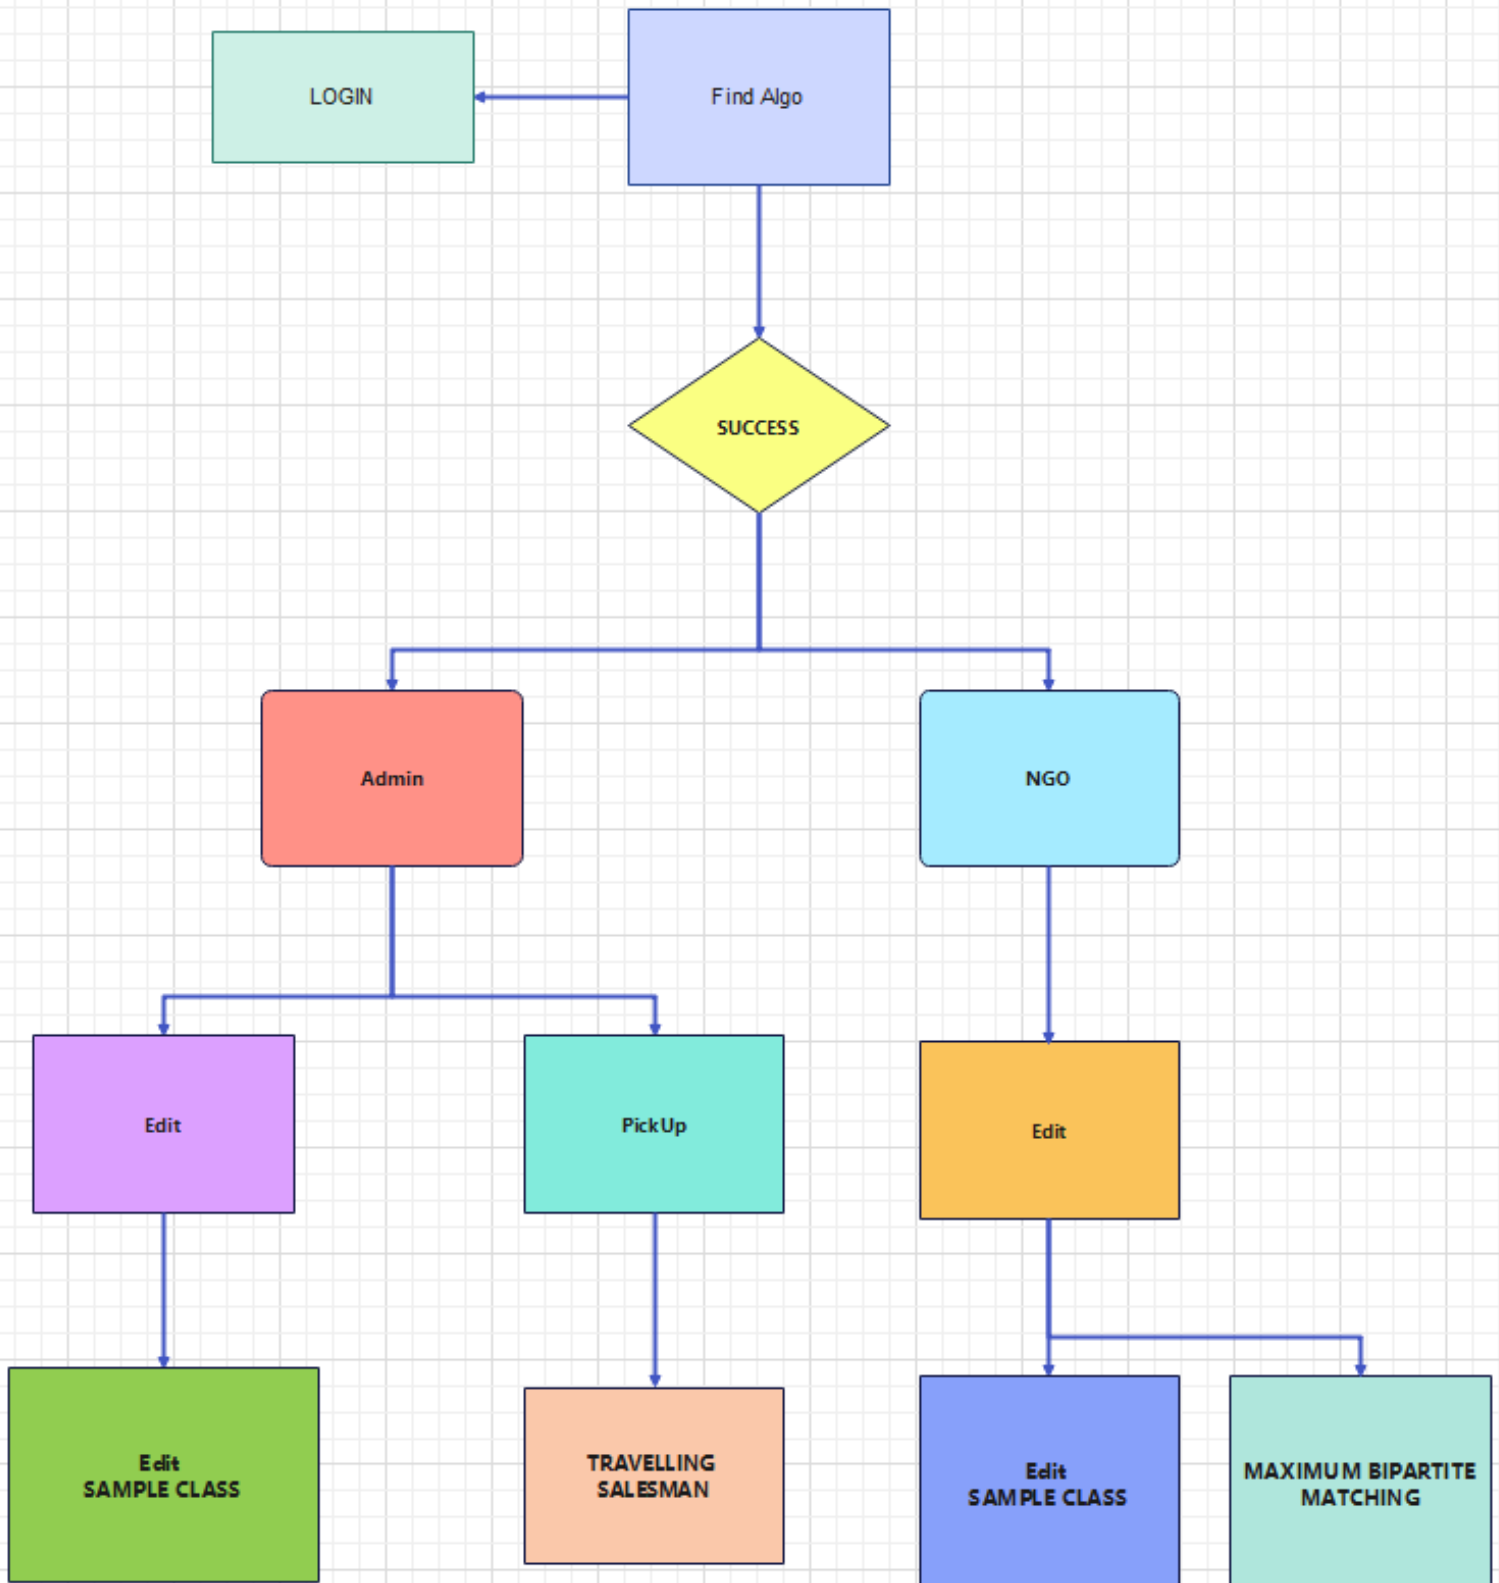 LOGIN
Find Algo
SUCCESS
Admin
NGO
Edit
PickUp
Edit
Edit
SAMPLE CLASS
TRAVELLING
SALESMAN
Edit
SAMPLE CLASS
MAXIMUM BIPARTITE
MATCHING